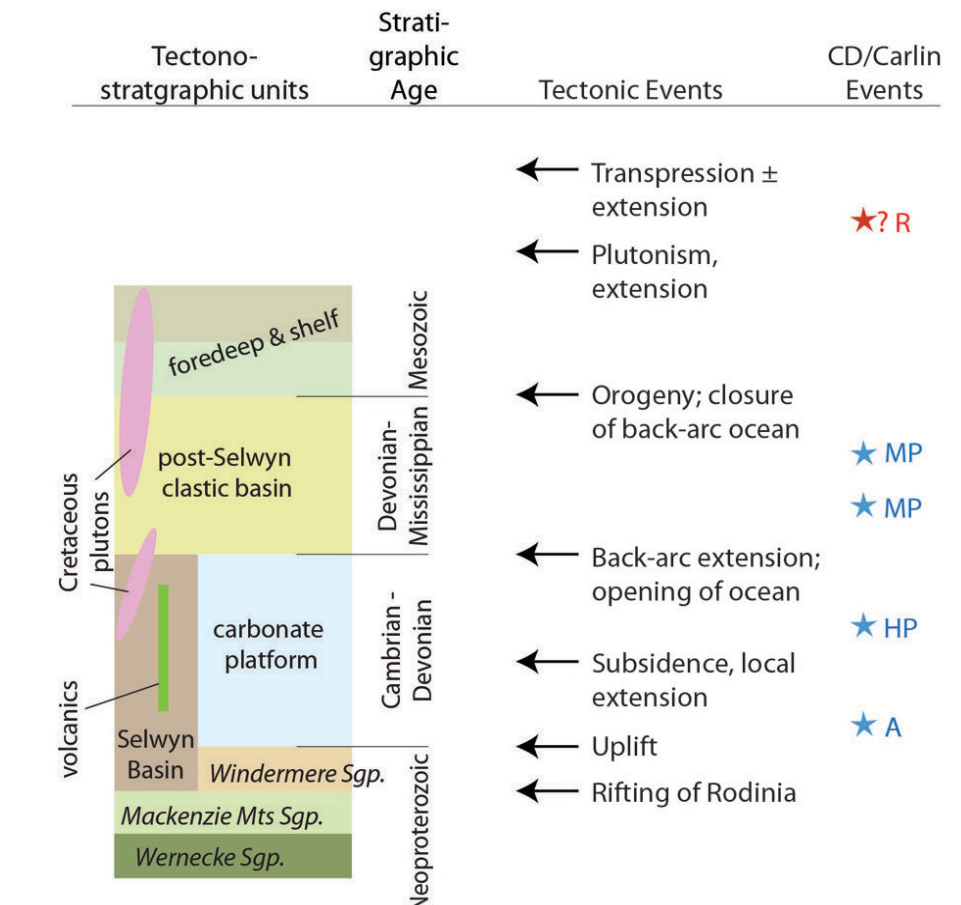 Tectono-
stratgraphic units
Strati-
graphic
Age
Tectonic Events
CD/Carlin
Events
Transpression ±
extension
? R
Plutonism,
extension
foredeep & shelf
Mesozoic
Orogeny; closure
of back-arc ocean
post-Selwyn
clastic basin
Devonian-
Mississippian
MP
MP
Cretaceous
plutons
Back-arc extension;
opening of ocean
carbonate
platform
Cambrian -
Devonian
HP
Subsidence, local
extension
volcanics
A
Selwyn
Basin
Windermere Sgp.
Uplift
Rifting of Rodinia
Mackenzie Mts Sgp.
Wernecke Sgp.
Neoproterozoic